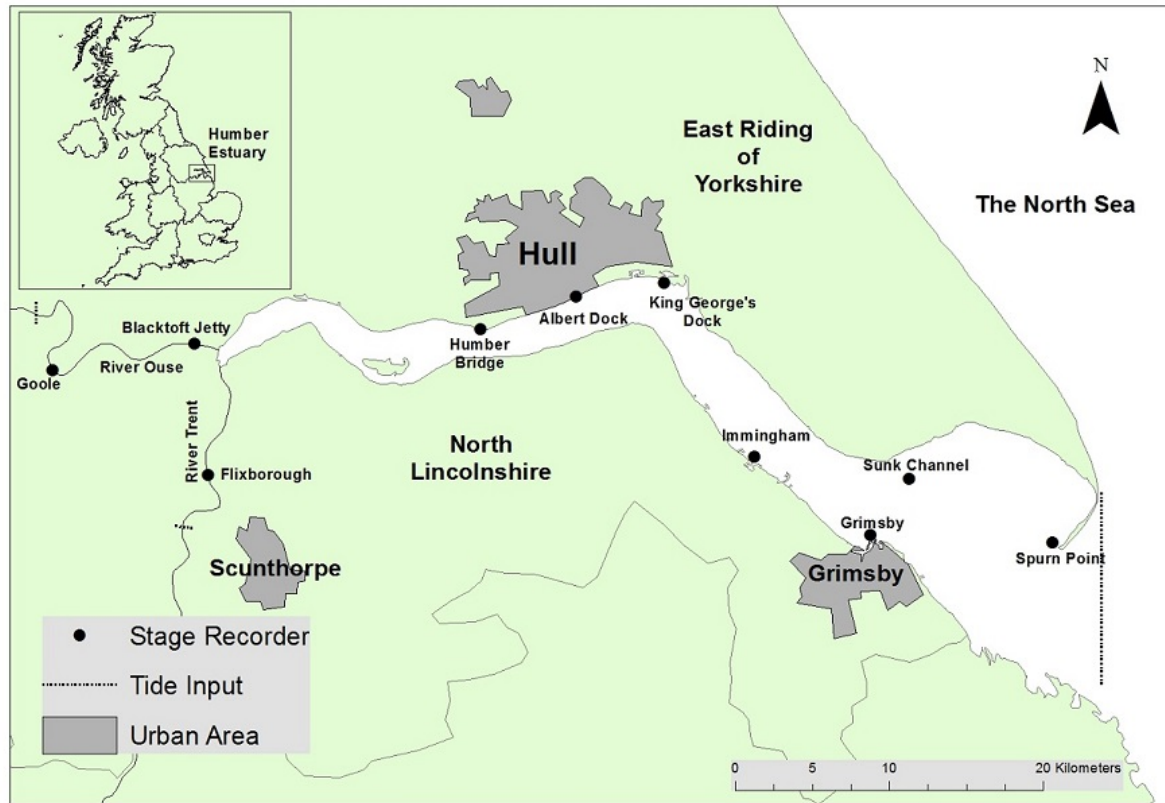 Humber
Estuary
N
East Riding
of
Yorkshire
The North Sea
Hull
Blacktoft Jetty
Albert Dock
King George's
Dock
Humber
Bridge
River Ouse
Goole
River Trent
Flixborough
North
Lincolnshire
Immingham
Sunk Channel
Grimsby
Spurn Point
Scunthorpe
Grimsby
Stage Recorder
Tide Input
Urban Area
0 5 10 20 Kilometers